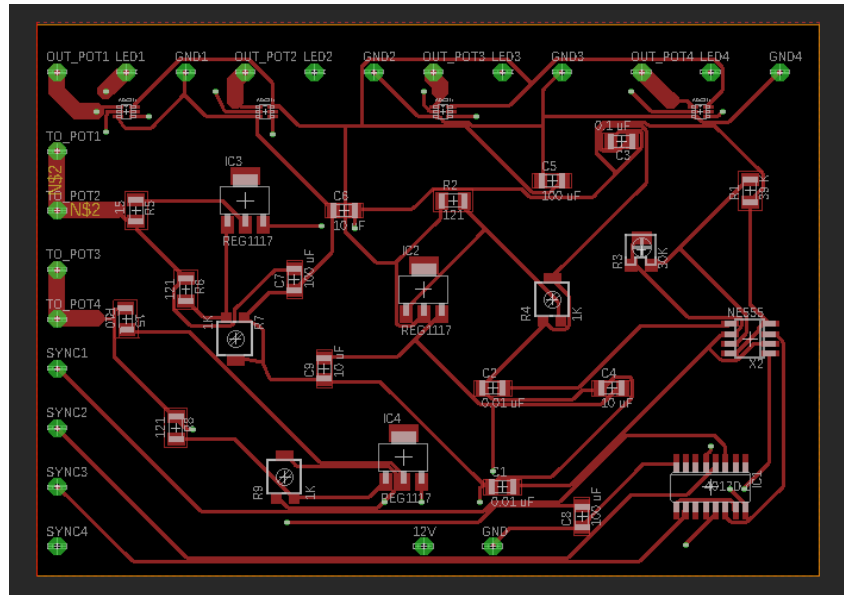 OUT_POT1 LED1 GND1 OUT_POT2 LED2 GND2 OUT_POT3 LED3 GND3 OUT_POT4 LED4 GND4
TO_POT1
0.1 uF
C3
IC3
C5
100 uF
N$2
TO_POT2
N$2
15
R5
C6
10 uF
R2
121
R1
39 K
REG1117
IC2
TO_POT3
121
R6
C7
100 uF
R3
TO_POT4
R10
15
1K
R7
REG1117
R4
1K
NE555
X2
SYNC1
C9
10 uF
C2
0.01 uF
C4
10 uF
SYNC2
121
IC4
SYNC3
R9
1K
REG1117
C1
0.01 uF
C8
100 uF
IC1
SYNC4
12V
GND